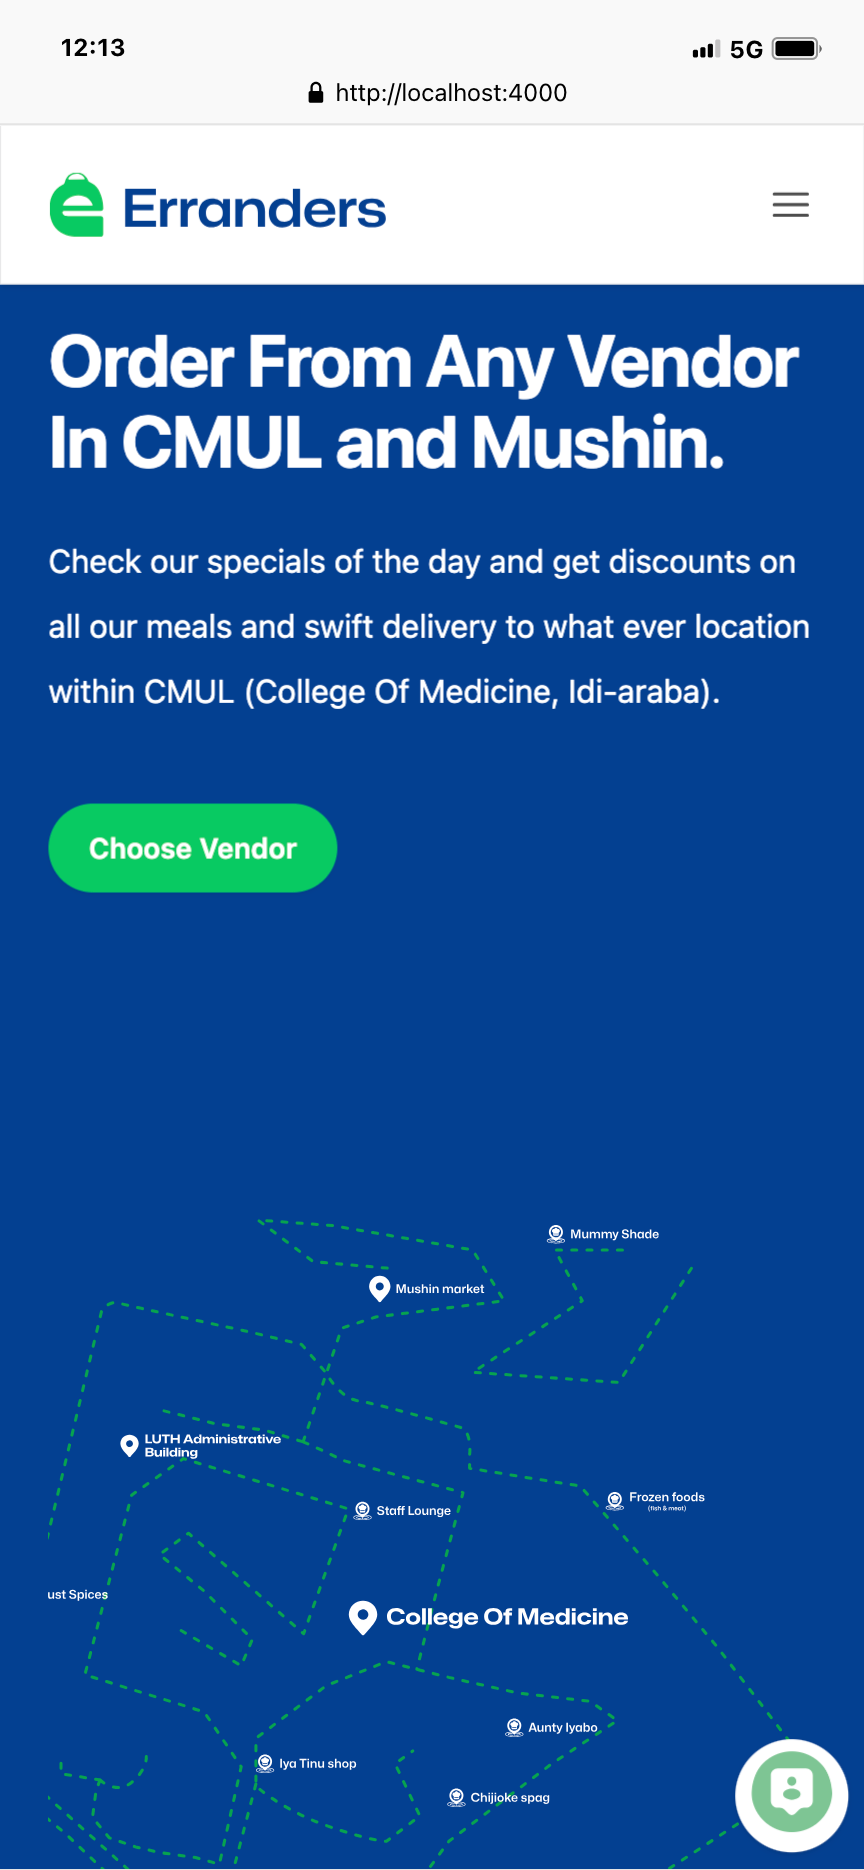 12:13
5G
http://localhost:4000
Erranders
Order From Any Vendor
In CMUL and Mushin.
Check our specials of the day and get discounts on
all our meals and swift delivery to what ever location
within CMUL (College Of Medicine, Idi-araba).
Choose Vendor
Mummy Shade
Mushin market
LUTH Administrative
Building
Frozen foods
(fish & meat)
Staff Lounge
ust Spices
College Of Medicine
Aunty Iyabo
Iya Tinu shop
Chijioke spag